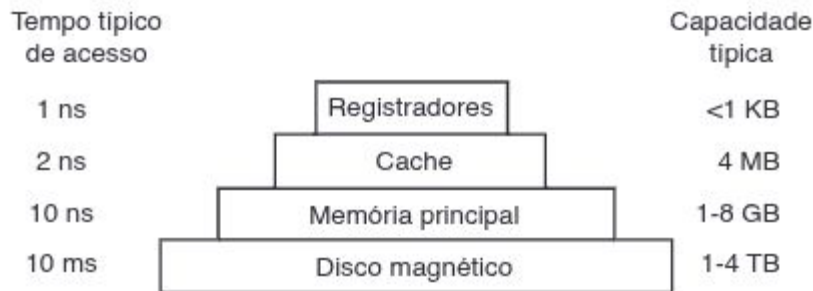 Tempo típico Capacidade
de acesso típica
1 ns Registradores <1 KB
2 ns Cache 4 MB
10 ns Memória principal 1-8 GB
10 ms Disco magnético 1-4 TB